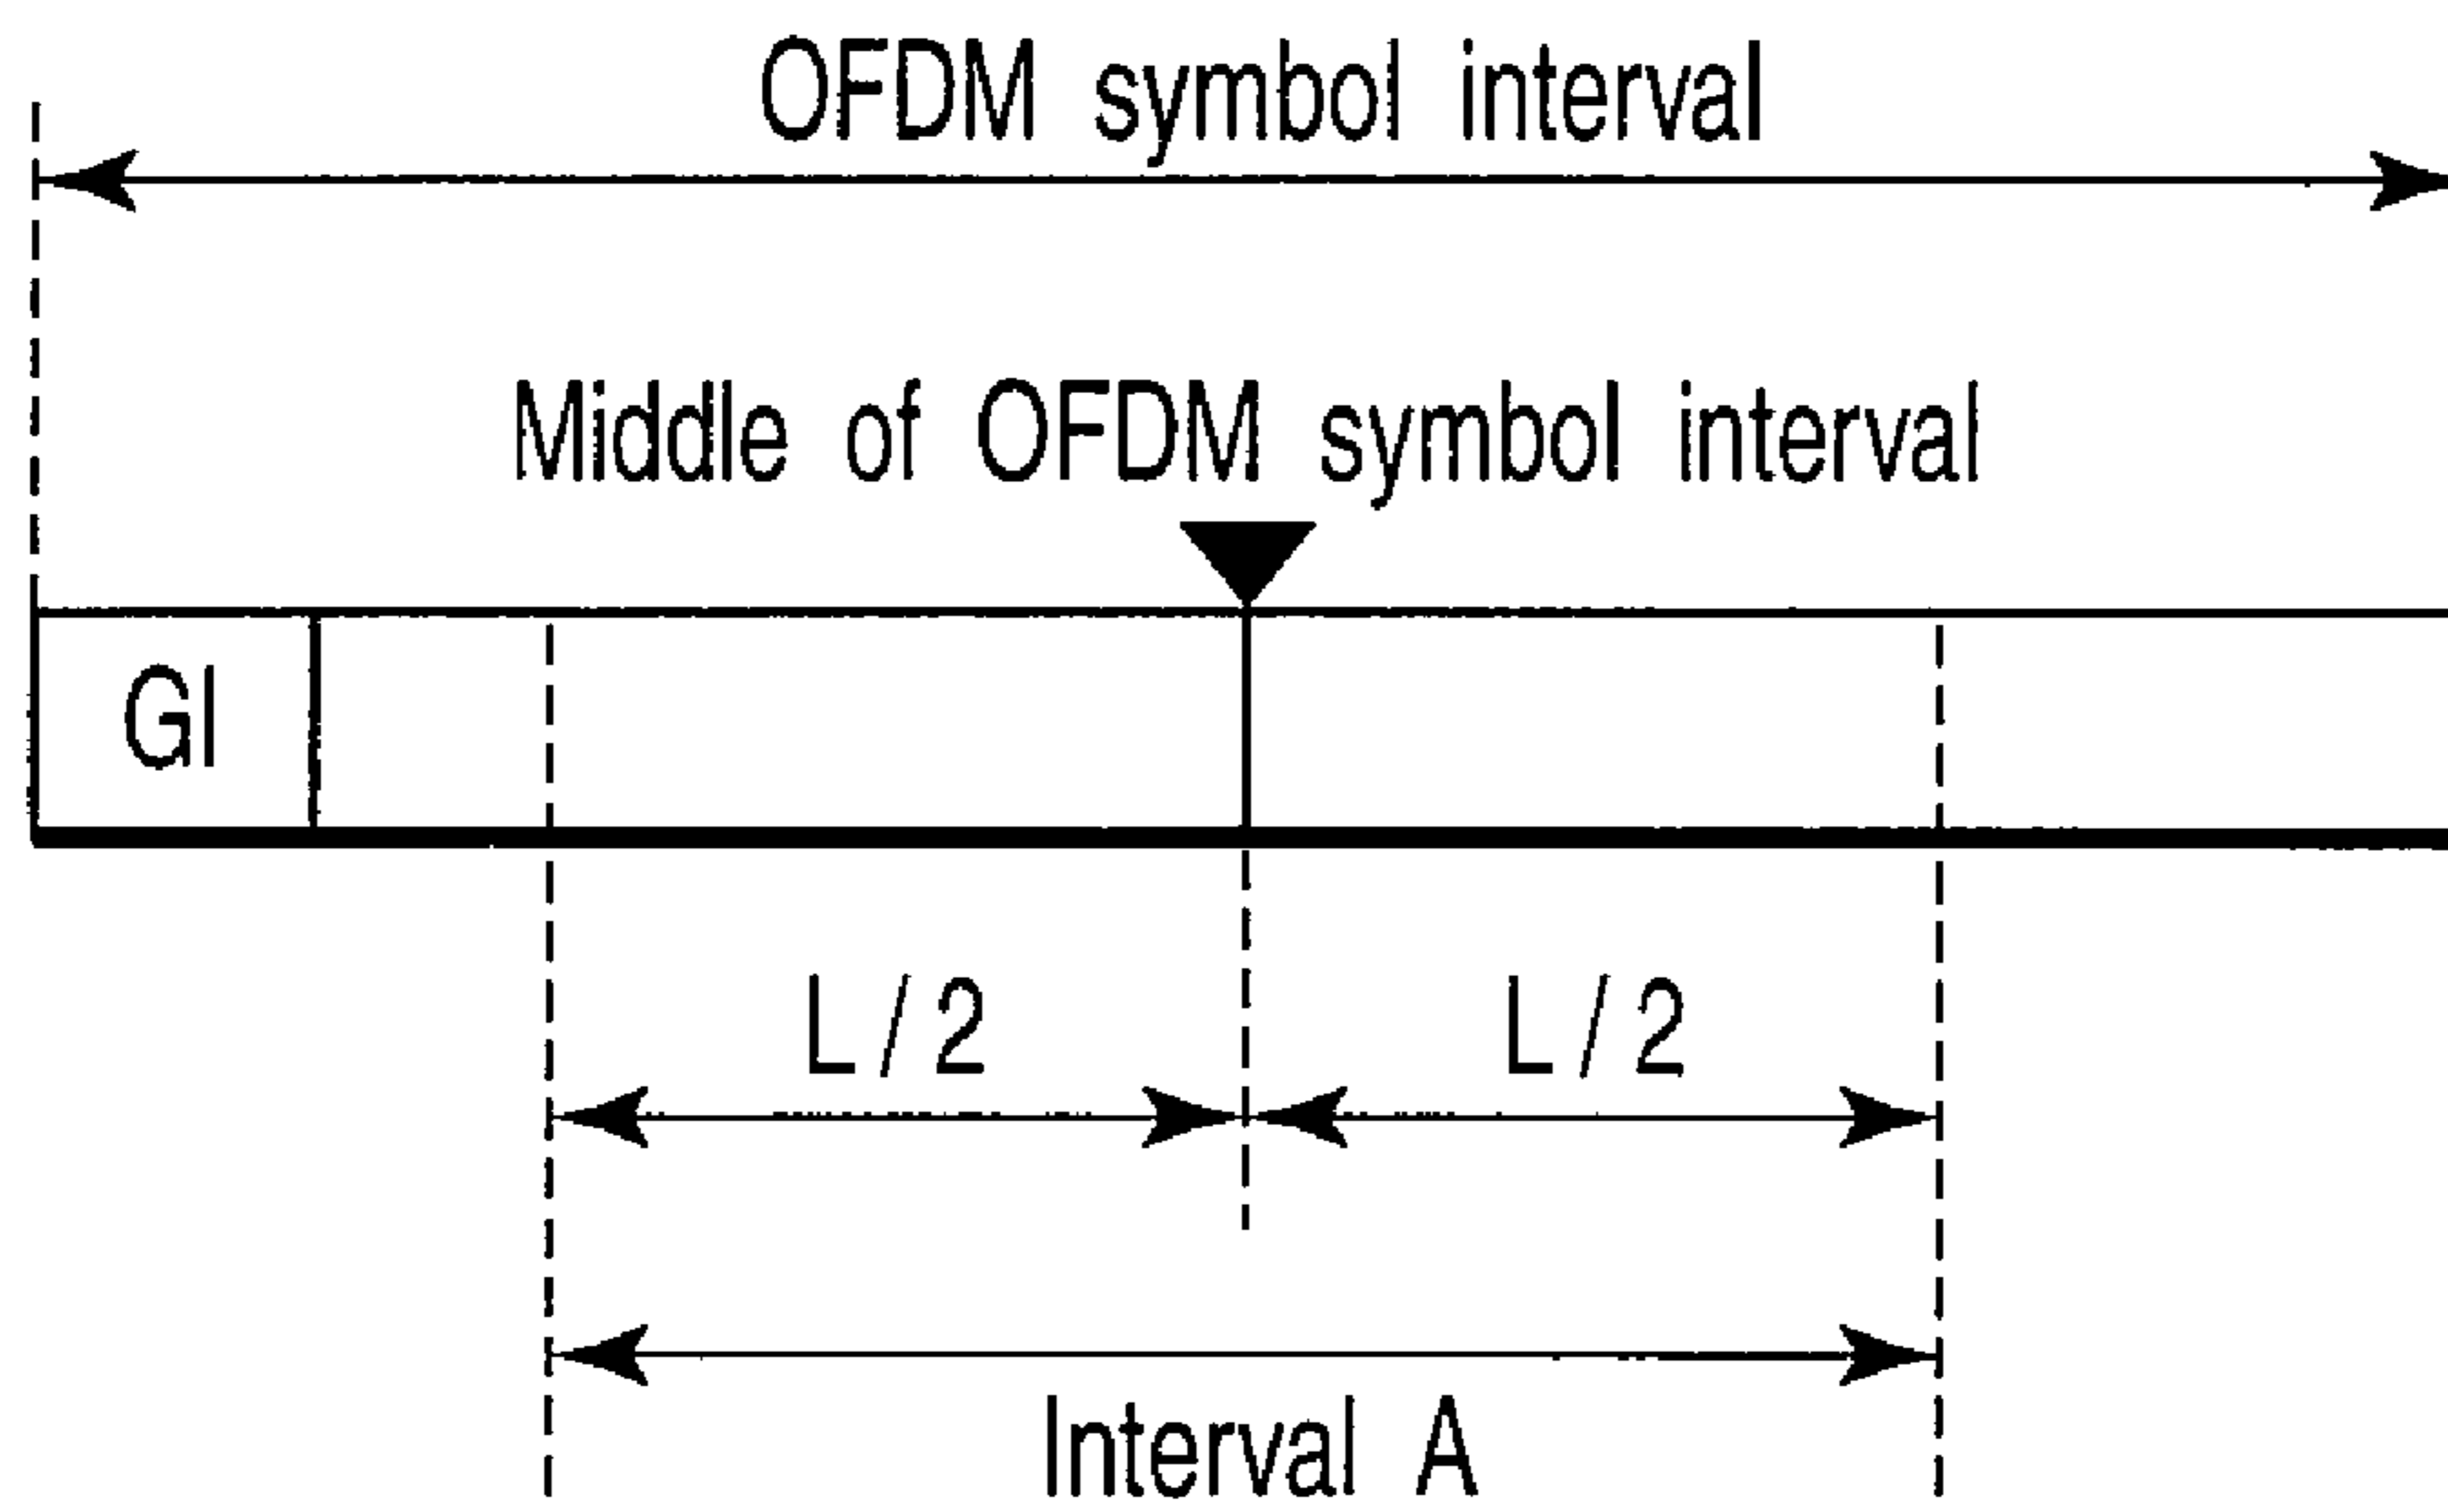 OFDM symbol interval
Middle of OFDM symbol interval
GI
L/2 L/2
Interval A